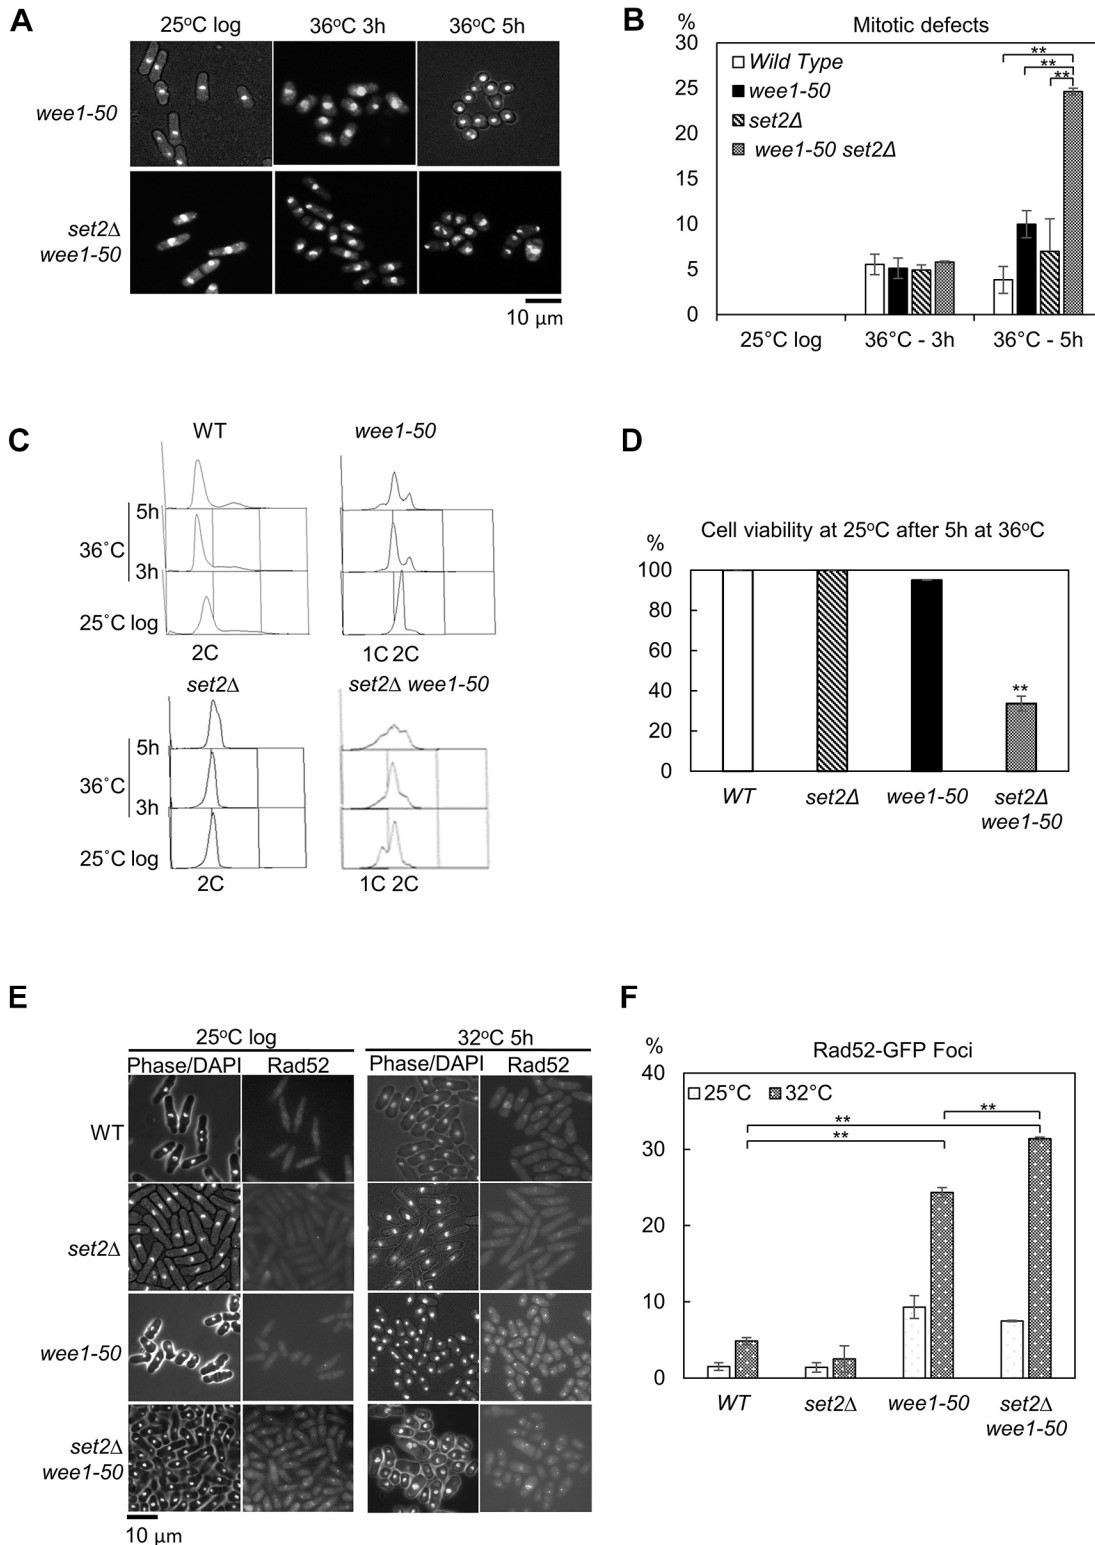 A
25°C log
36°C 3h
36°C 5h
wee1-50
set2Δ
wee1-50
10 µm
B
%
Mitotic defects
30
25
20
15
10
5
0
Wild Type
wee1-50
set2Δ
wee1-50 set2Δ
**
**
**
25°C log
36°C - 3h
36°C - 5h
C
WT
wee1-50
5h
36°C
3h
25°C log
2C
1C 2C
set2Δ
set2Δ wee1-50
5h
36°C
3h
25°C log
2C
1C 2C
D
Cell viability at 25°C after 5h at 36°C
%
100
80
60
40
20
0
**
WT
set2Δ
wee1-50
set2Δ
wee1-50
E
25°C log
32°C 5h
Phase/DAPI
Rad52
Phase/DAPI
Rad52
WT
set2Δ
wee1-50
set2Δ
wee1-50
10 µm
F
%
Rad52-GFP Foci
40
30
20
10
0
25°C
32°C
**
**
**
WT
set2Δ
wee1-50
set2Δ
wee1-50